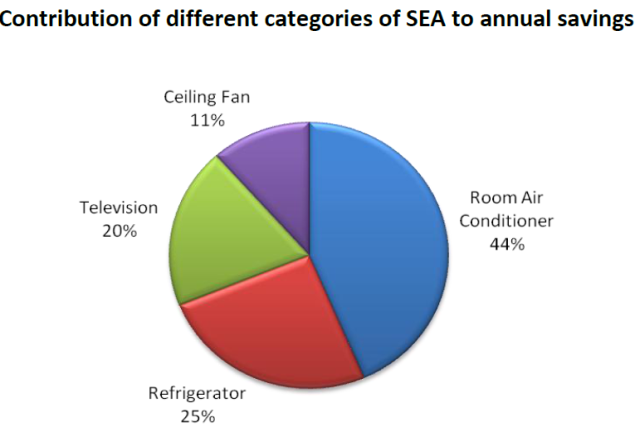 Contribution of different categories of SEA to annual savings
Ceiling Fan
11%
Room Air
Conditioner
44%
Television
20%
Refrigerator
25%